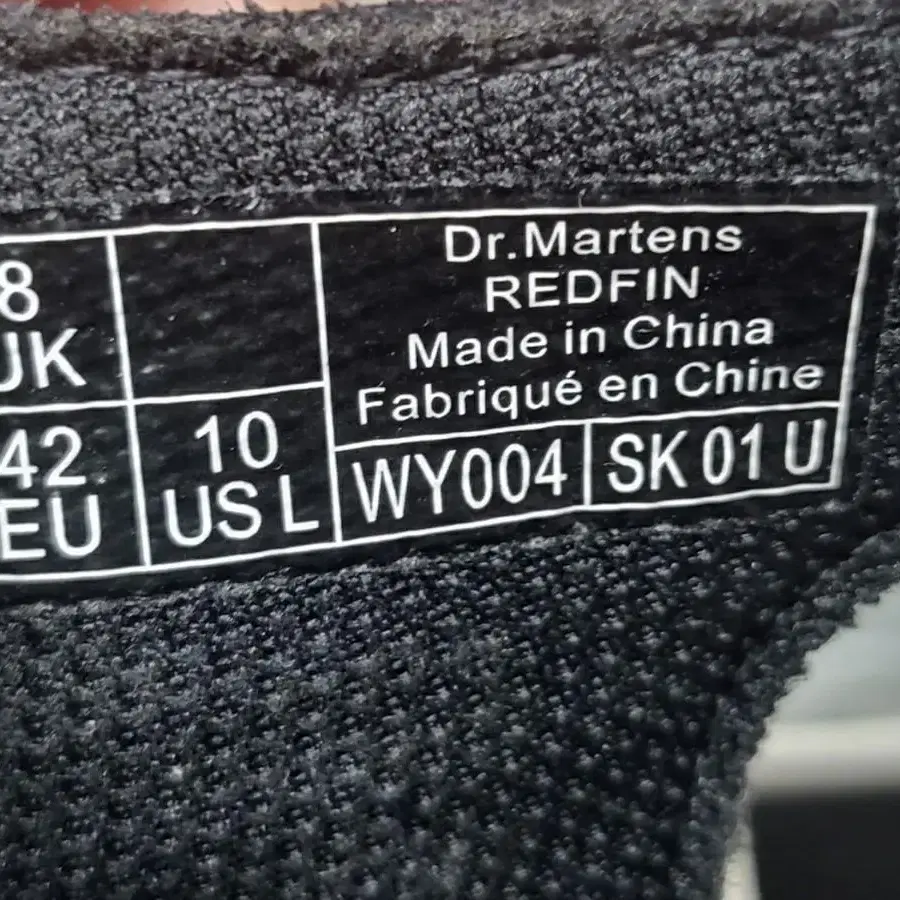 8
UK
42
EU
10
US L
Dr.Martens
REDFIN
Made in China
Fabriqué en Chine
WY004
SK 01 U